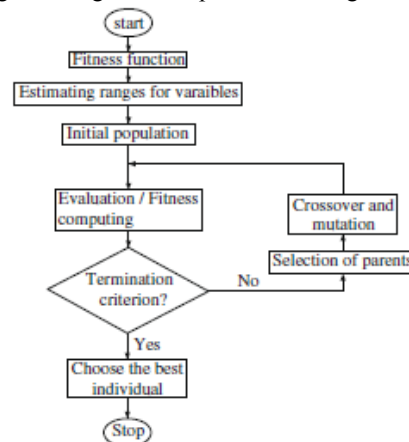 start
Fitness function
Estimating ranges for varaibles
Initial population
Evaluation / Fitness
computing
Crossover and
mutation
Selection of parents
Termination
criterion?
No
Yes
Choose the best
individual
Stop